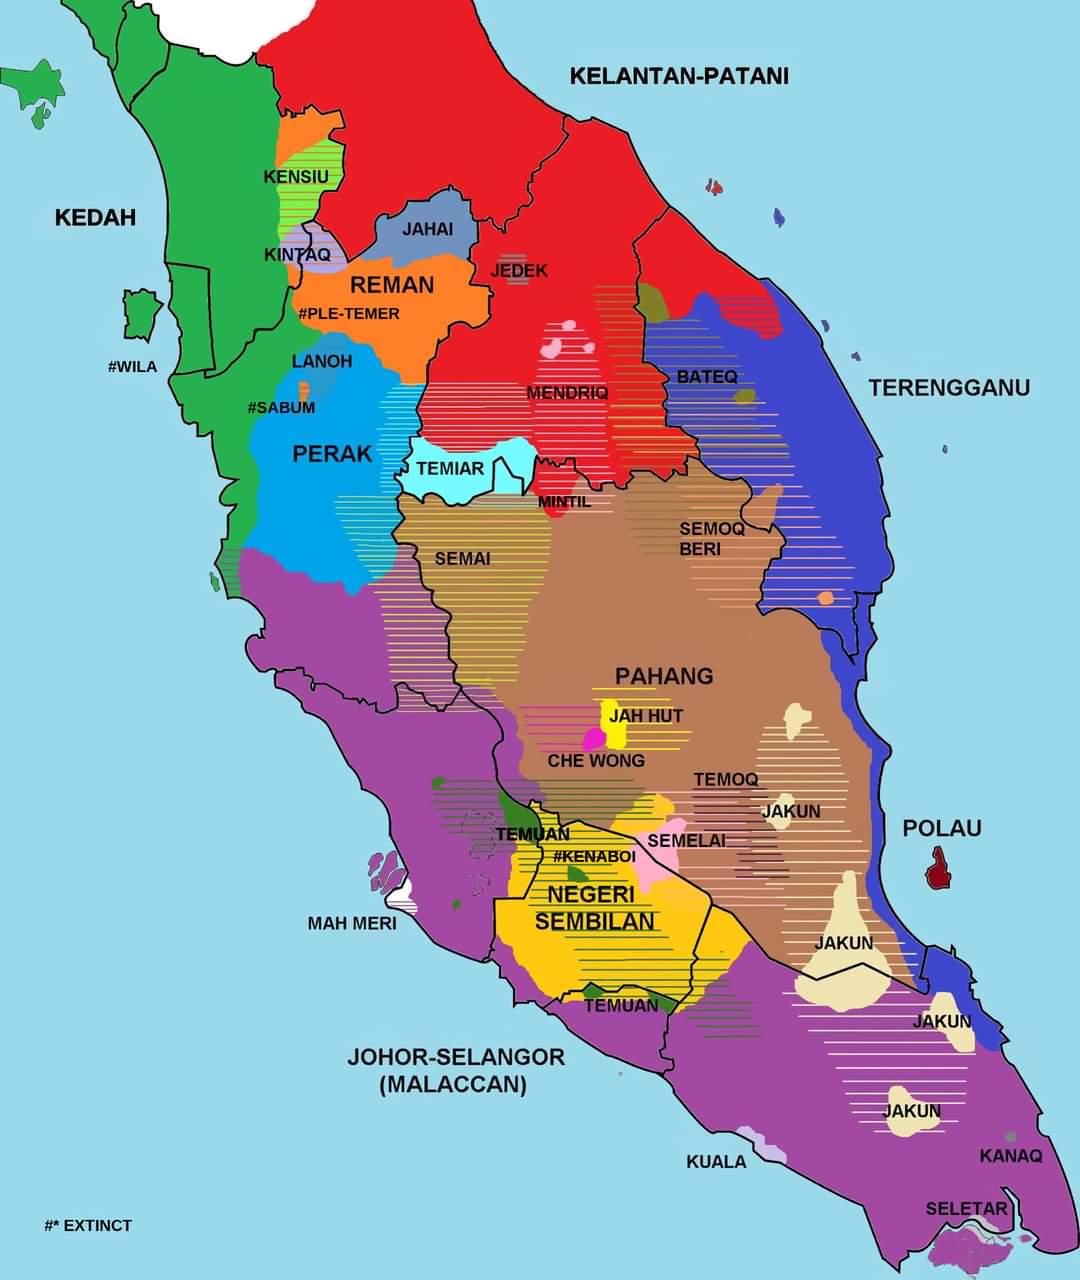 KELANTAN-PATANI
KENSIU
KEDAH
JAHAI
KINTAQ
JEDEK
REMAN
#PLE-TEMER
LANOH
#WILA
BATEQ
TERENGGANU
MENDRIQ
#SABUM
PERAK
TEMIAR
MINTIL
SEMOQ
BERI
SEMAI
PAHANG
JAH HUT
CHE WONG
TEMOQ
JAKUN
POLAU
TEMUAN
SEMELAI
#KENABOI
NEGERI
SEMBILAN
MAH MERI
JAKUN
TEMUAN
JAKUN
JOHOR-SELANGOR
(MALACCAN)
JAKUN
KUALA
KANAQ
SELETAR
#* EXTINCT